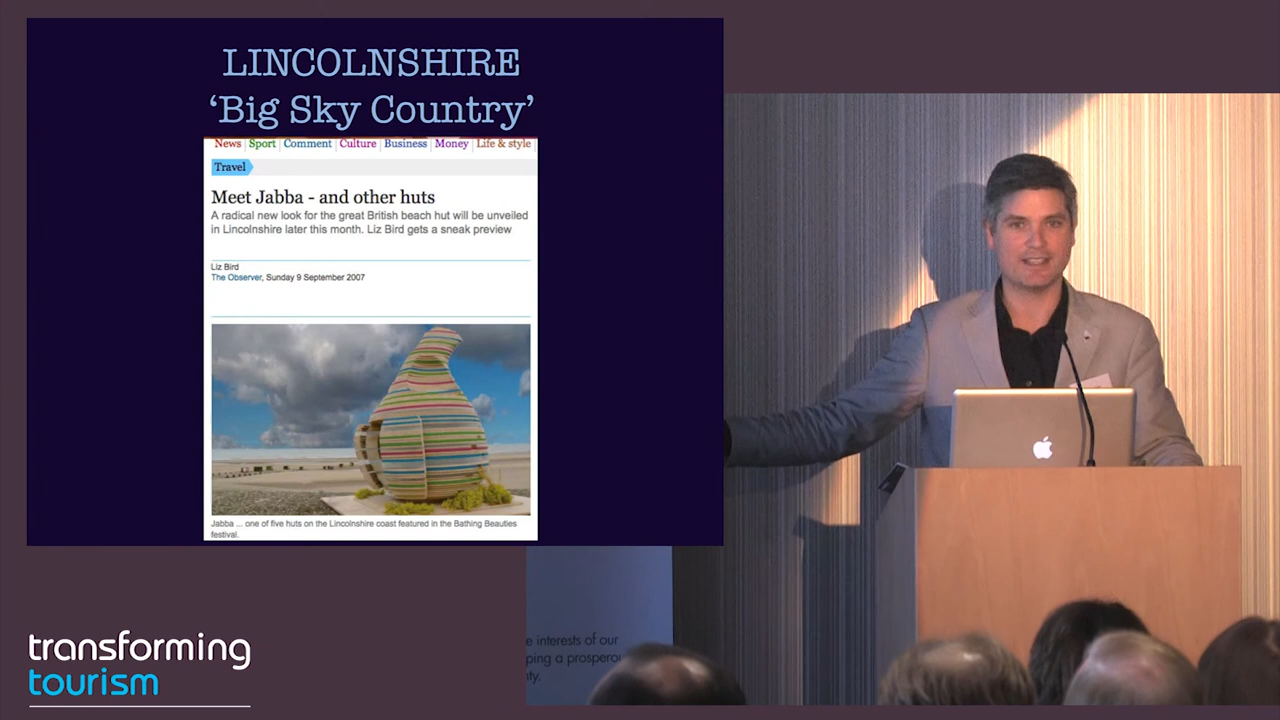 LINCOLNSHIRE
‘Big Sky Country’
News Sport Comment Culture Business Money Life & style
Travel
Meet Jabba - and other huts
A radical new look for the great British beach hut will be unveiled
in Lincolnshire later this month. Liz Bird gets a sneak preview
Liz Bird
The Observer, Sunday 9 September 2007
Jabba ... one of five huts on the Lincolnshire coast featured in the Bathing Beauties
festival.
interests of our
transforming
tourism